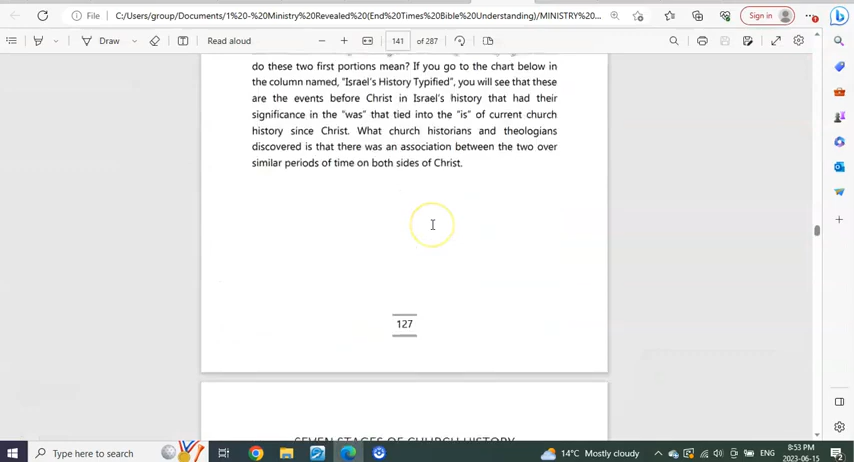 File
C:/Users/group/Documents/1%20-%20Ministry%20Revealed%20(End%20Times%20Bible%20Understanding)/MINISTRY%...
Sign in
Draw
Read aloud
141
of 287
do these two first portions mean? If you go to the chart below in
the column named, "Israel's History Typified", you will see that these
are the events before Christ in Israel's history that had their
significance in the "was" that tied into the "is" of current church
history since Christ. What church historians and theologians
discovered is that there was an association between the two over
similar periods of time on both sides of Christ.
127
SEVEN STAGES OF CHURCH HISTORY
Type here to search
14°C Mostly cloudy
ENG
8:53 PM
2023-06-15